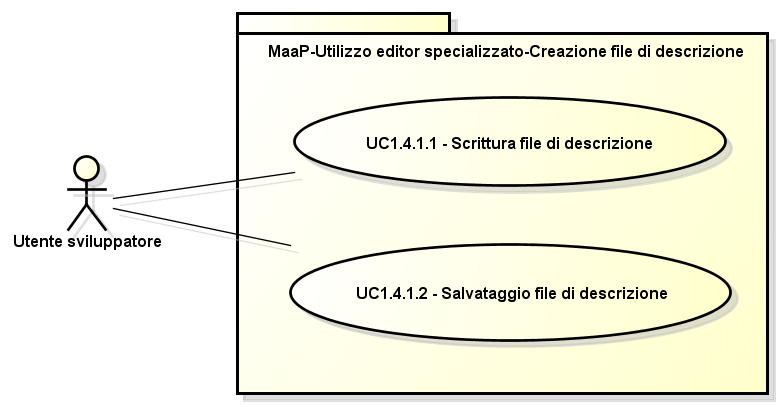 MaaP-Utilizzo editor specializzato-Creazione file di descrizione
UC1.4.1.1 - Scrittura file di descrizione
Utente sviluppatore
UC1.4.1.2 - Salvataggio file di descrizione